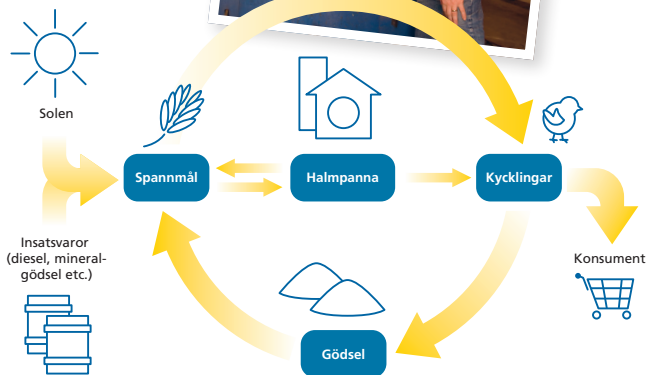 Solen
Spannmål
Halmpanna
Kycklingar
Insatsvaror
(diesel, mineral-
gödsel etc.)
Konsument
Gödsel